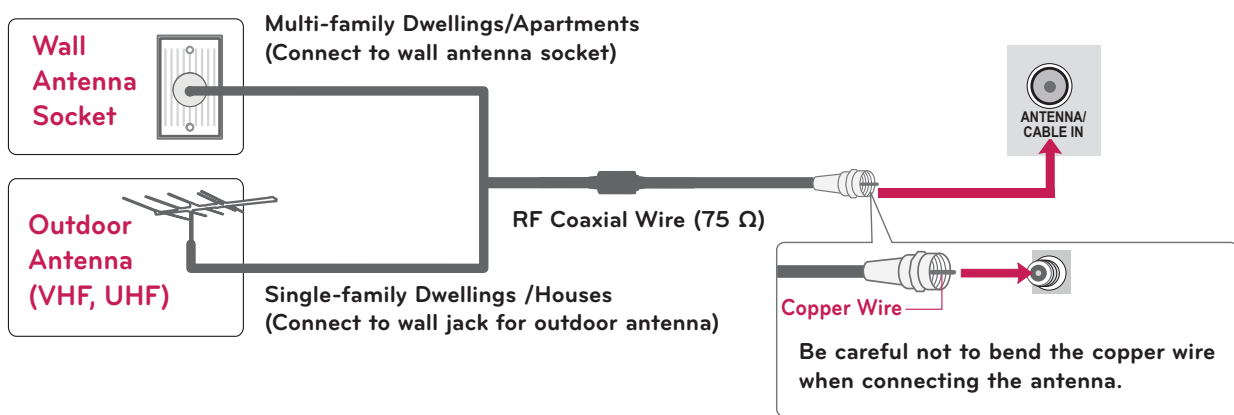 Wall
Antenna
Socket
Multi-family Dwellings/Apartments
(Connect to wall antenna socket)
ANTENNA/
CABLE IN
RF Coaxial Wire (75 Ω)
Outdoor
Antenna
(VHF, UHF)
Single-family Dwellings /Houses
(Connect to wall jack for outdoor antenna)
Copper Wire
Be careful not to bend the copper wire
when connecting the antenna.